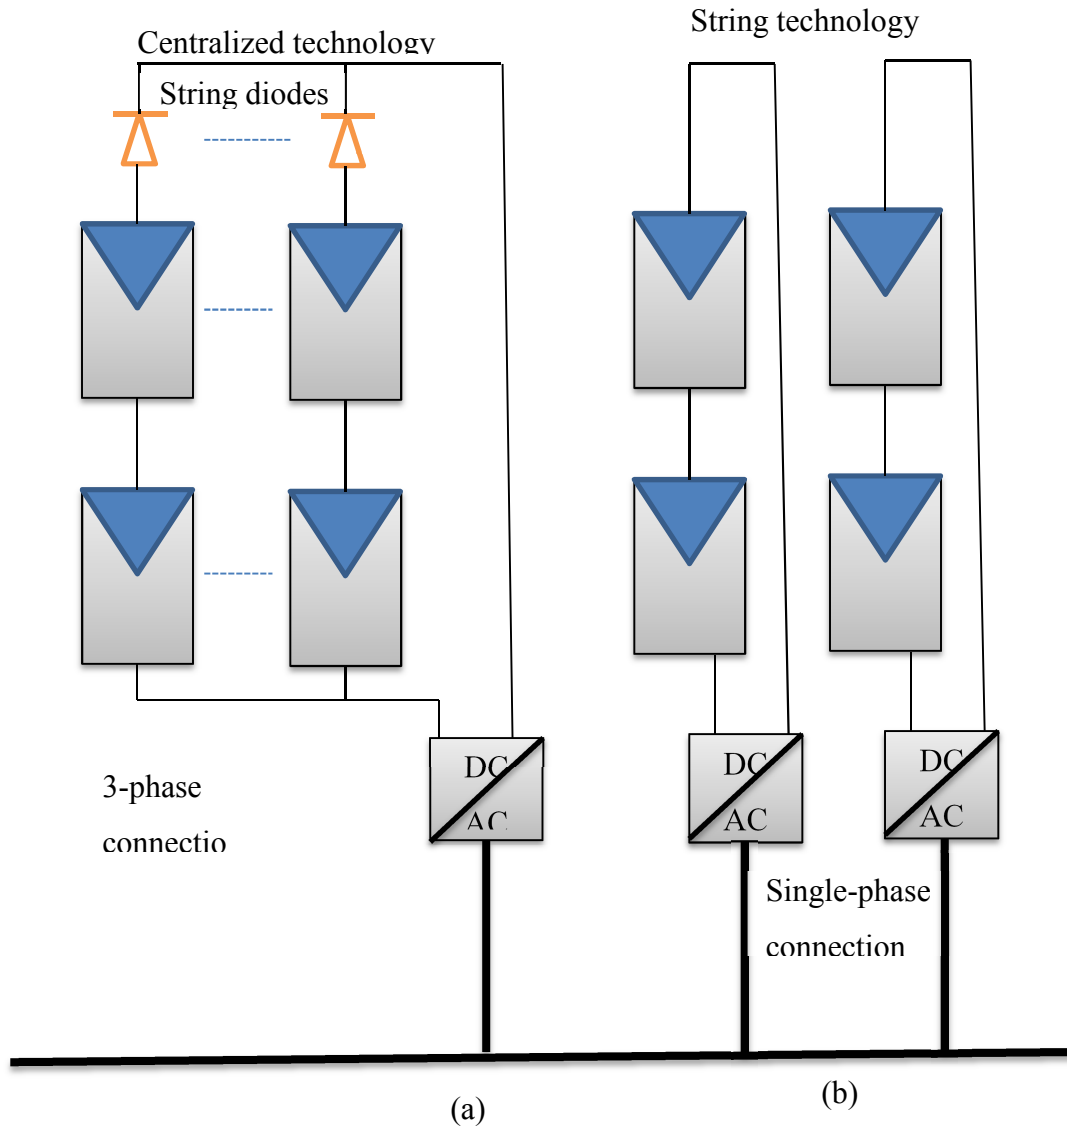 Centralized technology
String technology
String diodes
DC
AC
DC
AC
DC
AC
3-phase
connectio
Single-phase
connection
(a)
(b)